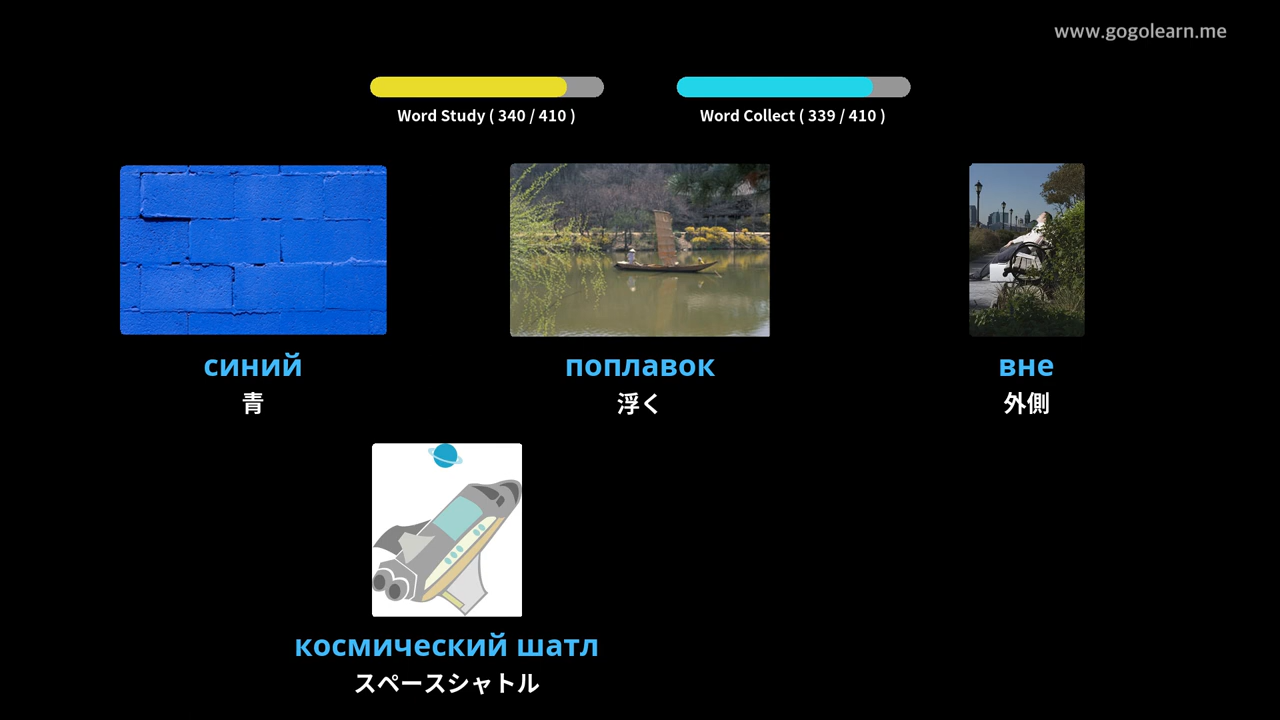 www.gogolearn.me
Word Study ( 340 / 410 )
Word Collect ( 339 / 410 )
синий
青
поплавок
浮く
вне
外側
космический шатл
スペースシャトル